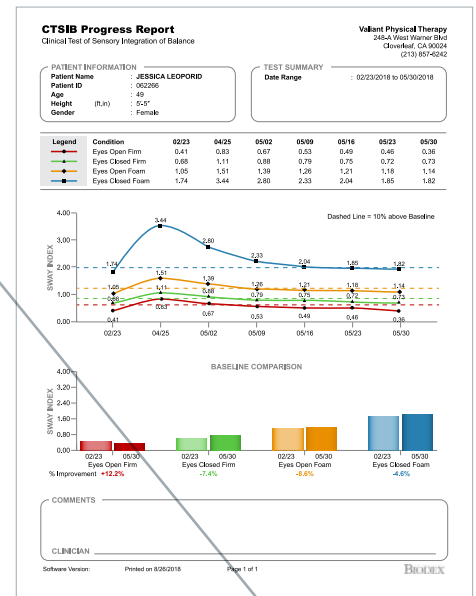 CTSIB Progress Report
Clinical Test of Sensory Integration of Balance
Valiant Physical Therapy
248-A West Warner Blvd
Cloverleaf, CA 90024
(213) 857-6242
PATIENT INFORMATION
Patient Name : JESSICA LEOPORID
Patient ID : 062266
Age : 49
Height (ft,in) : 5'-5"
Gender : Female
TEST SUMMARY
Date Range : 02/23/2018 to 05/30/2018
Legend Condition 02/23 04/25 05/02 05/09 05/16 05/23 05/30
Eyes Open Firm 0.41 0.83 0.67 0.53 0.49 0.46 0.36
Eyes Closed Firm 0.68 1.11 0.88 0.79 0.75 0.72 0.73
Eyes Open Foam 1.05 1.51 1.39 1.26 1.21 1.18 1.14
Eyes Closed Foam 1.74 3.44 2.80 2.33 2.04 1.85 1.82
Dashed Line = 10% above Baseline
SWAY INDEX
4.00
3.00
2.00
1.00
0.00
1.74 3.44 2.80 2.33 2.04 1.85 1.82
1.05 1.51 1.39 1.26 1.21 1.18 1.14
0.68 1.11 0.88 0.79 0.75 0.72 0.73
0.41 0.83 0.67 0.53 0.49 0.46 0.36
02/23 04/25 05/02 05/09 05/16 05/23 05/30
BASELINE COMPARISON
SWAY INDEX
4.00
3.20
2.40
1.60
0.80
0.00
02/23 05/30 02/23 05/30 02/23 05/30 02/23 05/30
Eyes Open Firm Eyes Closed Firm Eyes Open Foam Eyes Closed Foam
% Improvement +12.2% -7.4% -8.6% -4.6%
COMMENTS
CLINICIAN
Software Version: Printed on 8/26/2018 Page 1 of 1
BIODEX